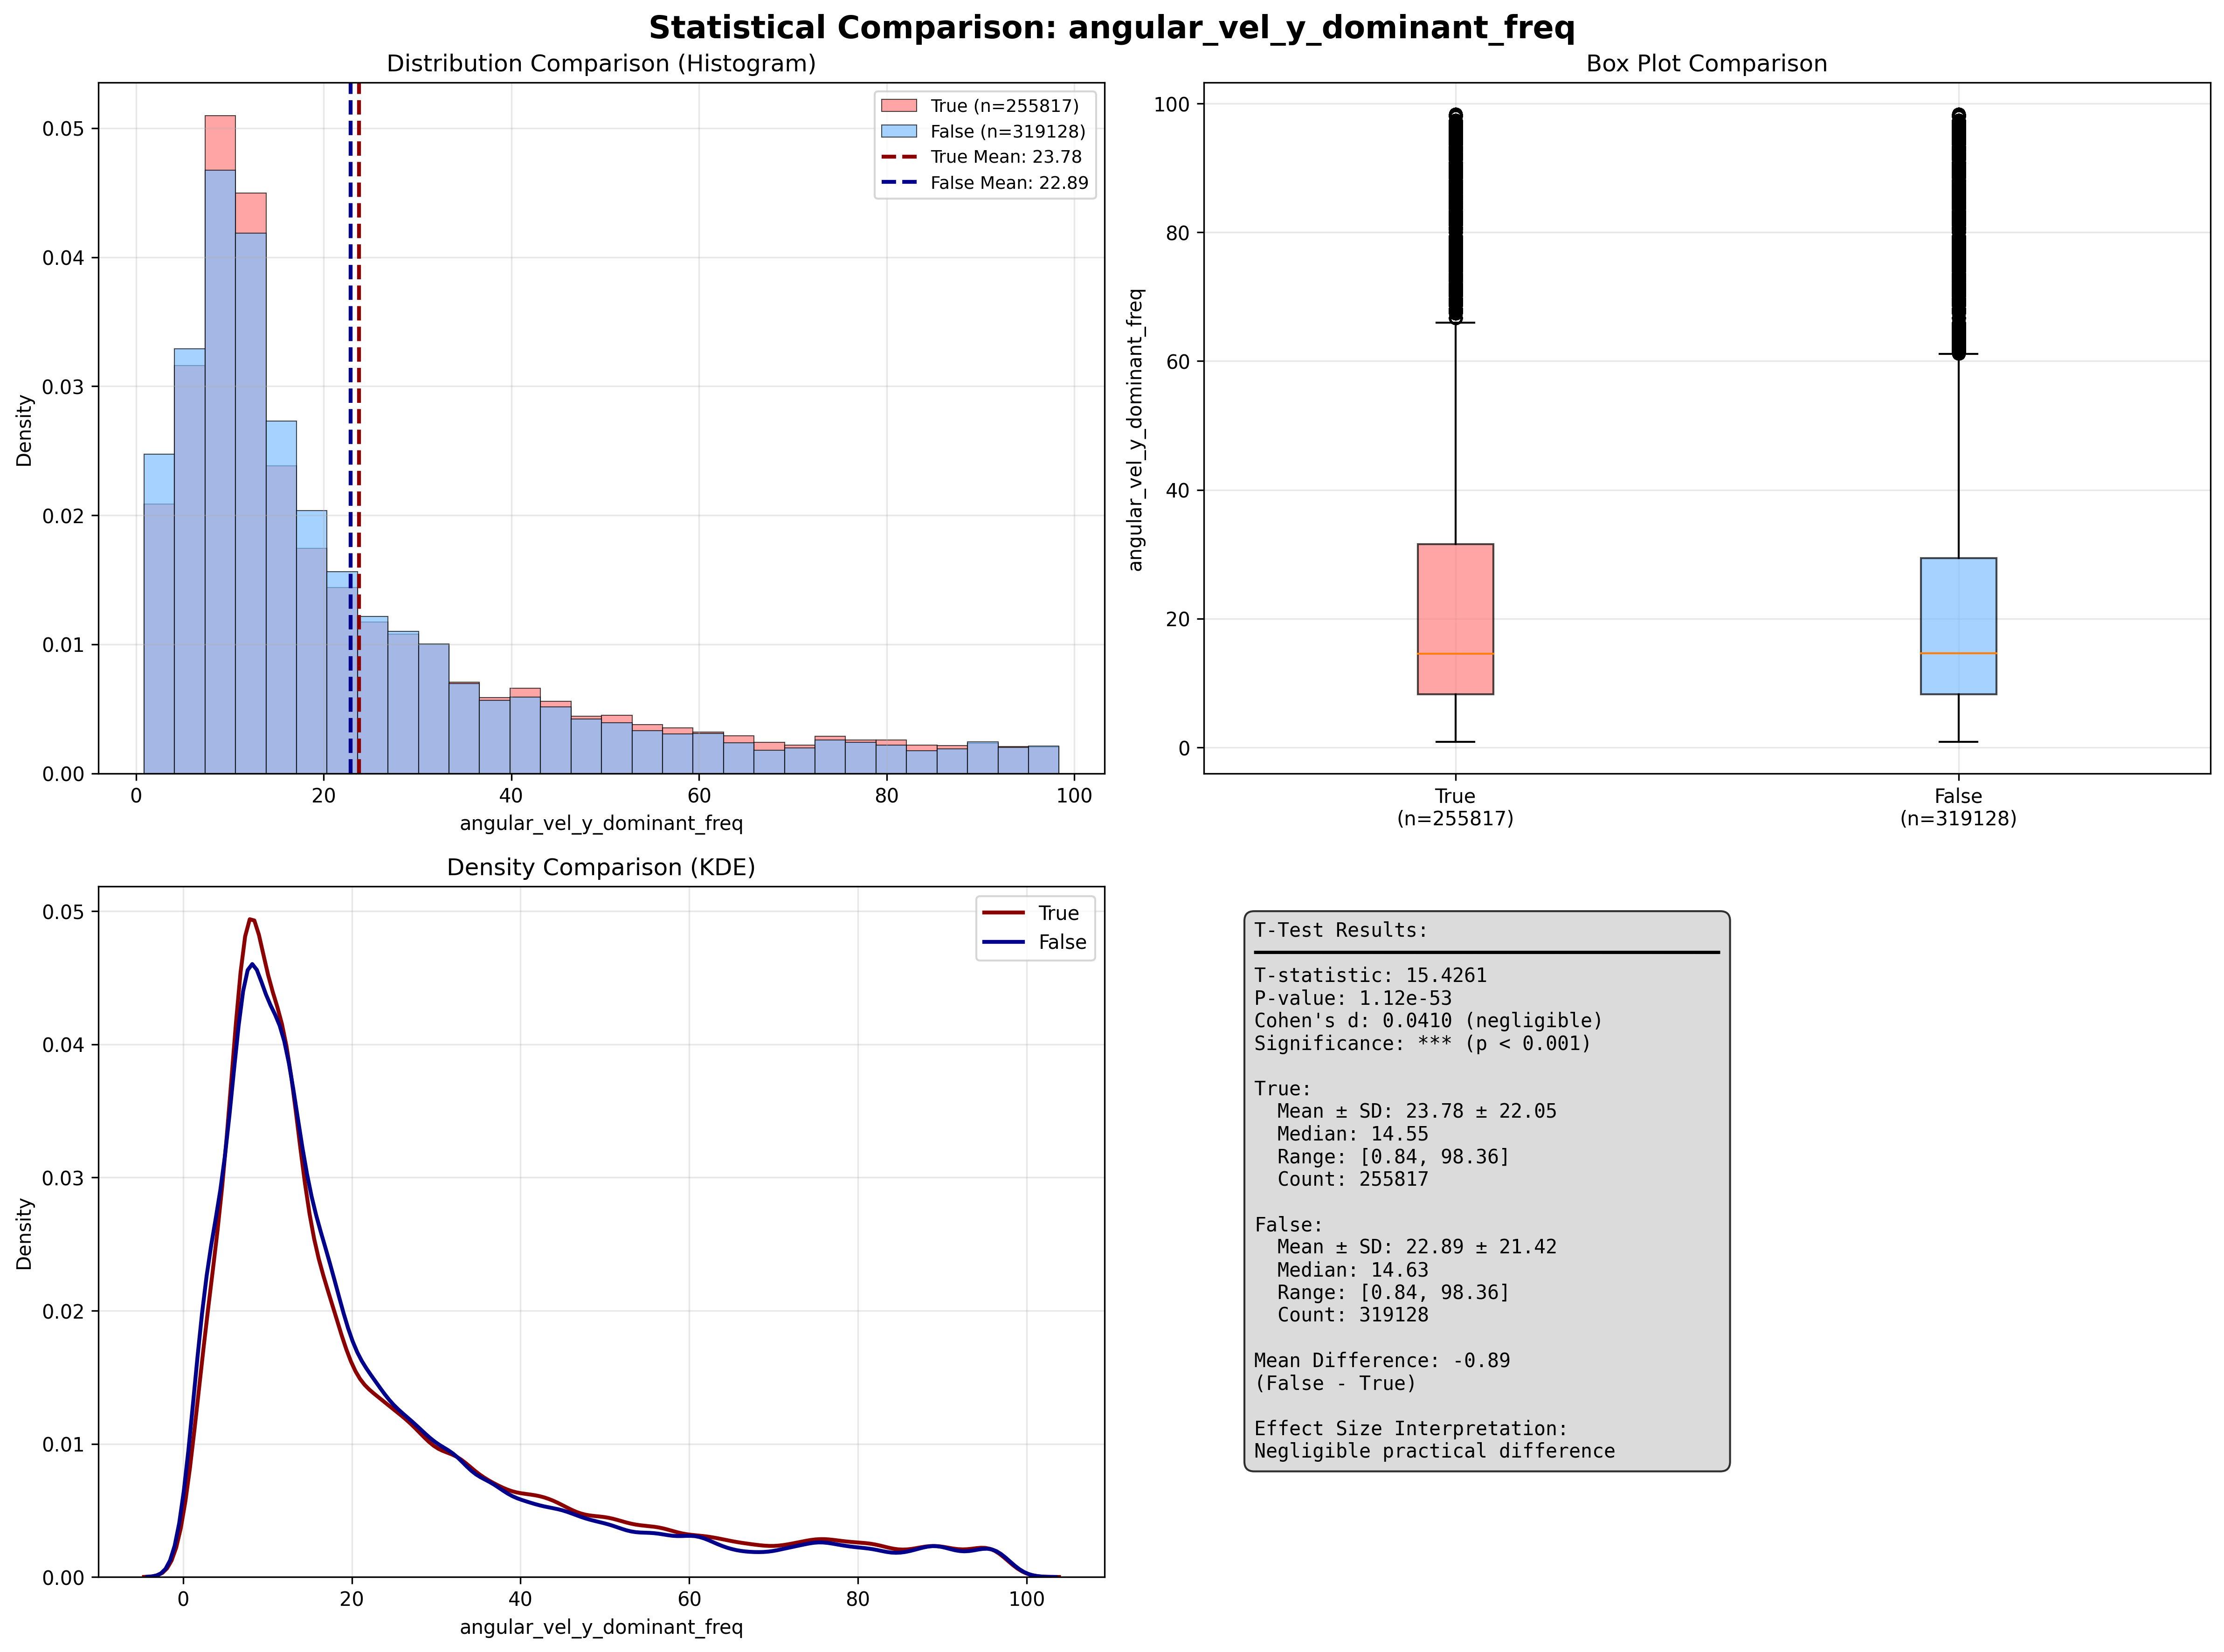 Statistical Comparison: angular_vel_y_dominant_freq
Distribution Comparison (Histogram)
True (n=255817)
False (n=319128)
True Mean: 23.78
False Mean: 22.89
0.05
0.04
0.03
0.02
0.01
0.00
Density
0
20
40
60
80
100
angular_vel_y_dominant_freq
Box Plot Comparison
100
80
60
40
20
0
angular_vel_y_dominant_freq
True
(n=255817)
False
(n=319128)
Density Comparison (KDE)
True
False
0.05
0.04
0.03
0.02
0.01
0.00
Density
0
20
40
60
80
100
angular_vel_y_dominant_freq
T-Test Results:
T-statistic: 15.4261
P-value: 1.12e-53
Cohen's d: 0.0410 (negligible)
Significance: *** (p < 0.001)
True:
Mean ± SD: 23.78 ± 22.05
Median: 14.55
Range: [0.84, 98.36]
Count: 255817
False:
Mean ± SD: 22.89 ± 21.42
Median: 14.63
Range: [0.84, 98.36]
Count: 319128
Mean Difference: -0.89
(False - True)
Effect Size Interpretation:
Negligible practical difference